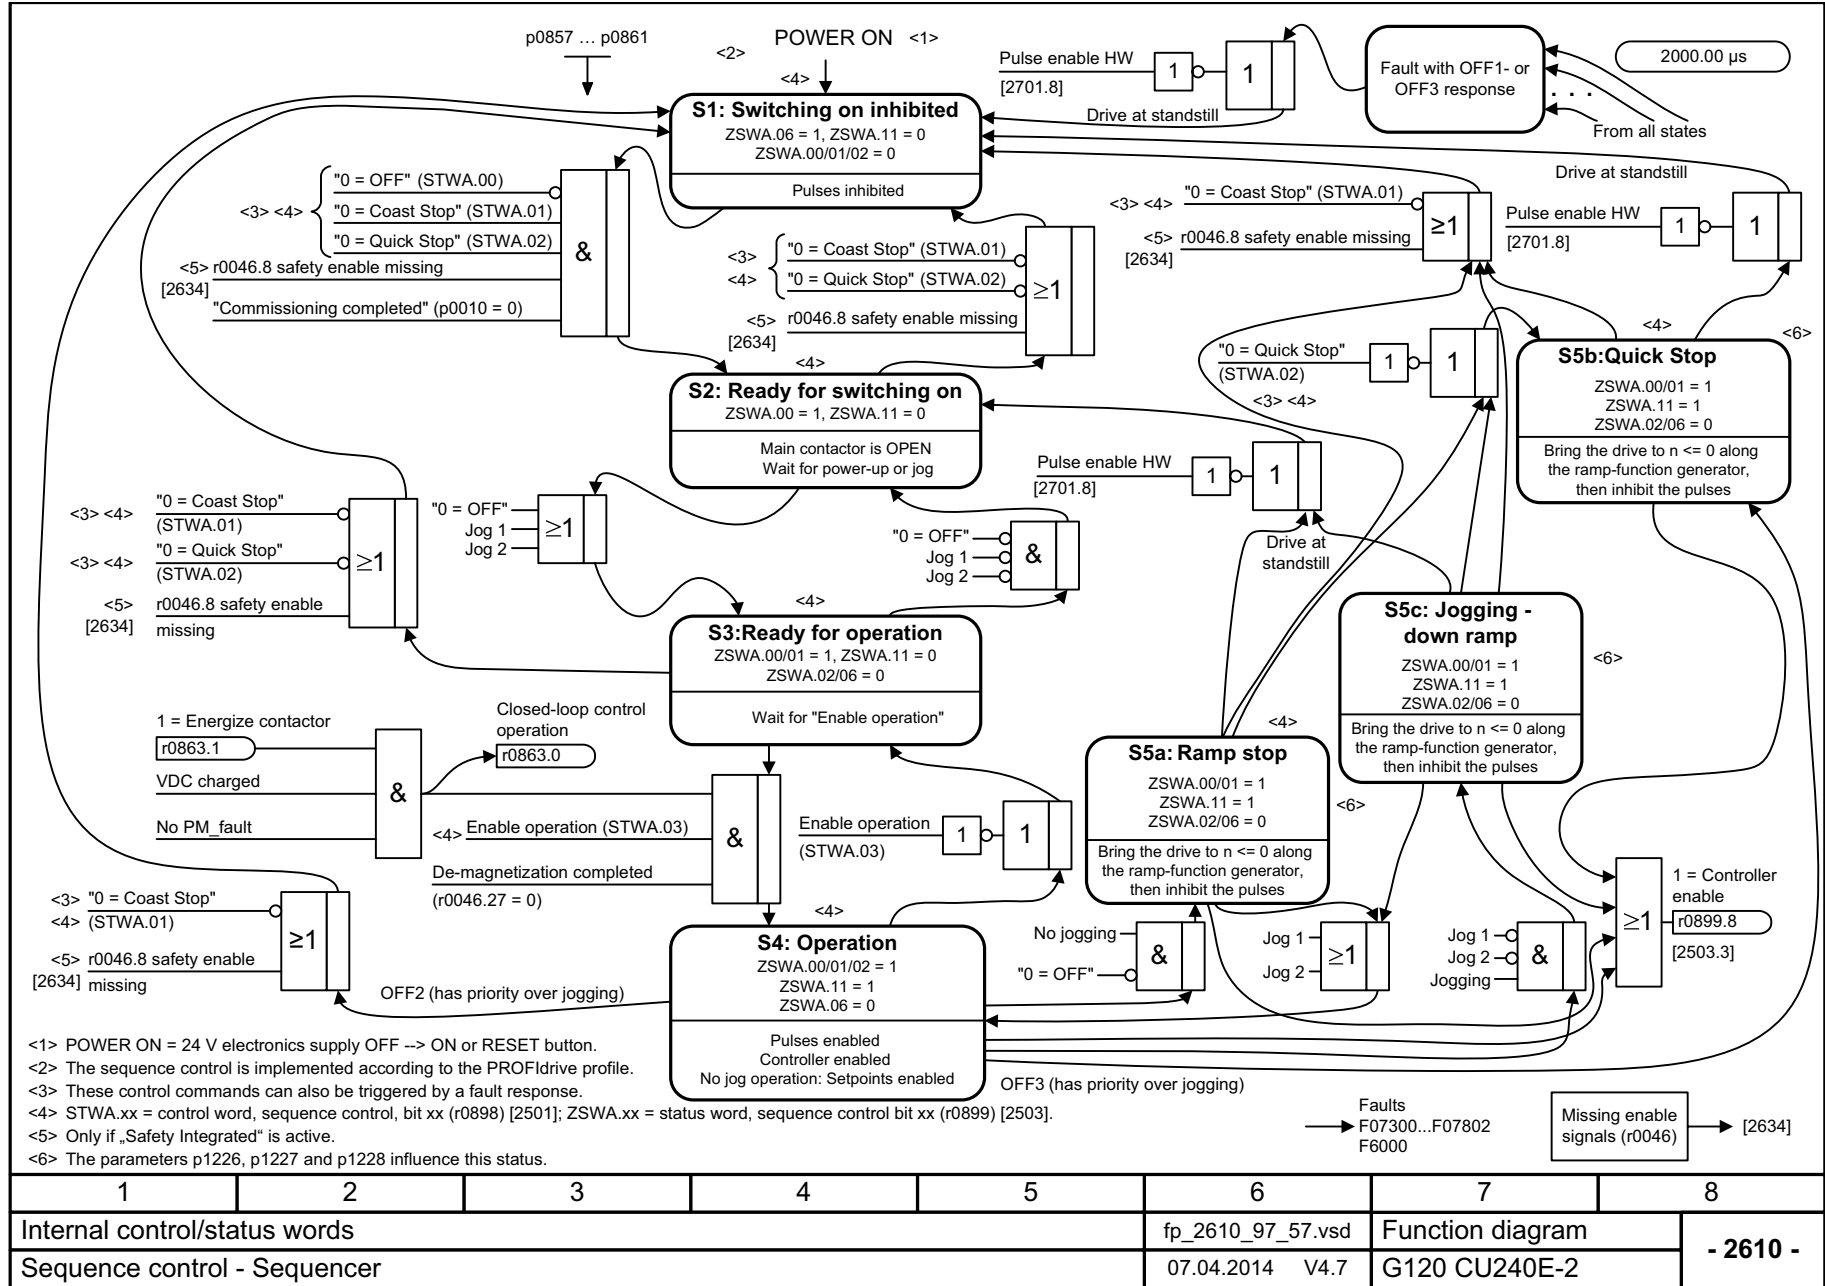 p0857 ... p0861
<2>
POWER ON <1>
<4>
S1: Switching on inhibited
ZSWA.06 = 1, ZSWA.11 = 0
ZSWA.00/01/02 = 0
Pulses inhibited
Pulse enable HW
[2701.8]
1
1
Drive at standstill
Fault with OFF1- or
OFF3 response
. . .
From all states
2000.00 µs
<3> <4>
"0 = OFF" (STWA.00)
"0 = Coast Stop" (STWA.01)
"0 = Quick Stop" (STWA.02)
<5> r0046.8 safety enable missing
[2634]
"Commissioning completed" (p0010 = 0)
&
<3>
<4>
"0 = Coast Stop" (STWA.01)
"0 = Quick Stop" (STWA.02)
<5> r0046.8 safety enable missing
[2634]
≥1
<3> <4>
"0 = Coast Stop" (STWA.01)
<5> r0046.8 safety enable missing
[2634]
≥1
Drive at standstill
Pulse enable HW
[2701.8]
1
1
<4>
S2: Ready for switching on
ZSWA.00 = 1, ZSWA.11 = 0
Main contactor is OPEN
Wait for power-up or jog
"0 = Quick Stop"
(STWA.02)
<3> <4>
1
1
<4>
<6>
S5b:Quick Stop
ZSWA.00/01 = 1
ZSWA.11 = 1
ZSWA.02/06 = 0
Bring the drive to n <= 0 along
the ramp-function generator,
then inhibit the pulses
Pulse enable HW
[2701.8]
1
1
Drive at
standstill
<3> <4>
"0 = Coast Stop"
(STWA.01)
<3> <4>
"0 = Quick Stop"
(STWA.02)
<5>
[2634]
r0046.8 safety enable
missing
≥1
"0 = OFF"
Jog 1
Jog 2
≥1
"0 = OFF"
Jog 1
Jog 2
&
<4>
S3:Ready for operation
ZSWA.00/01 = 1, ZSWA.11 = 0
ZSWA.02/06 = 0
Wait for "Enable operation"
S5c: Jogging -
down ramp
ZSWA.00/01 = 1
ZSWA.11 = 1
ZSWA.02/06 = 0
Bring the drive to n <= 0 along
the ramp-function generator,
then inhibit the pulses
<6>
<4>
S5a: Ramp stop
ZSWA.00/01 = 1
ZSWA.11 = 1
ZSWA.02/06 = 0
Bring the drive to n <= 0 along
the ramp-function generator,
then inhibit the pulses
<6>
1 = Energize contactor
r0863.1
VDC charged
No PM_fault
&
Closed-loop control
operation
r0863.0
<4> Enable operation (STWA.03)
De-magnetization completed
(r0046.27 = 0)
&
Enable operation
(STWA.03)
1
1
<3>
<4>
"0 = Coast Stop"
(STWA.01)
<5>
[2634]
r0046.8 safety enable
missing
≥1
OFF2 (has priority over jogging)
<4>
S4: Operation
ZSWA.00/01/02 = 1
ZSWA.11 = 1
ZSWA.06 = 0
Pulses enabled
Controller enabled
No jog operation: Setpoints enabled
No jogging
"0 = OFF"
&
Jog 1
Jog 2
≥1
Jog 1
Jog 2
Jogging
&
≥1
1 = Controller
enable
r0899.8
[2503.3]
OFF3 (has priority over jogging)
<1> POWER ON = 24 V electronics supply OFF --> ON or RESET button.
<2> The sequence control is implemented according to the PROFIdrive profile.
<3> These control commands can also be triggered by a fault response.
<4> STWA.xx = control word, sequence control, bit xx (r0898) [2501]; ZSWA.xx = status word, sequence control bit xx (r0899) [2503].
<5> Only if „Safety Integrated“ is active.
<6> The parameters p1226, p1227 and p1228 influence this status.
Faults
F07300...F07802
F6000
Missing enable
signals (r0046)
[2634]
1 2 3 4 5 6 7 8
Internal control/status words
fp_2610_97_57.vsd
Function diagram
- 2610 -
Sequence control - Sequencer
07.04.2014 V4.7
G120 CU240E-2